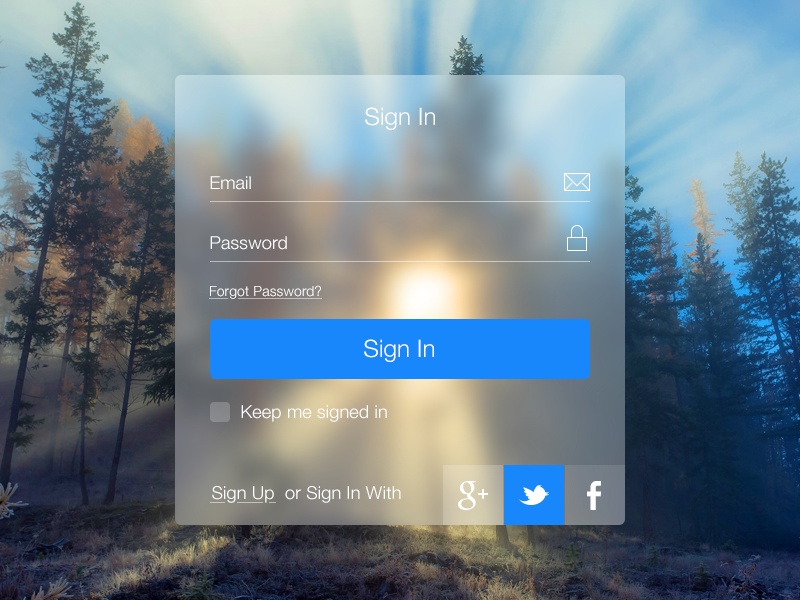 Sign In
Email
Password
Forgot Password?
Sign In
Keep me signed in
Sign Up or Sign In With
g+ f